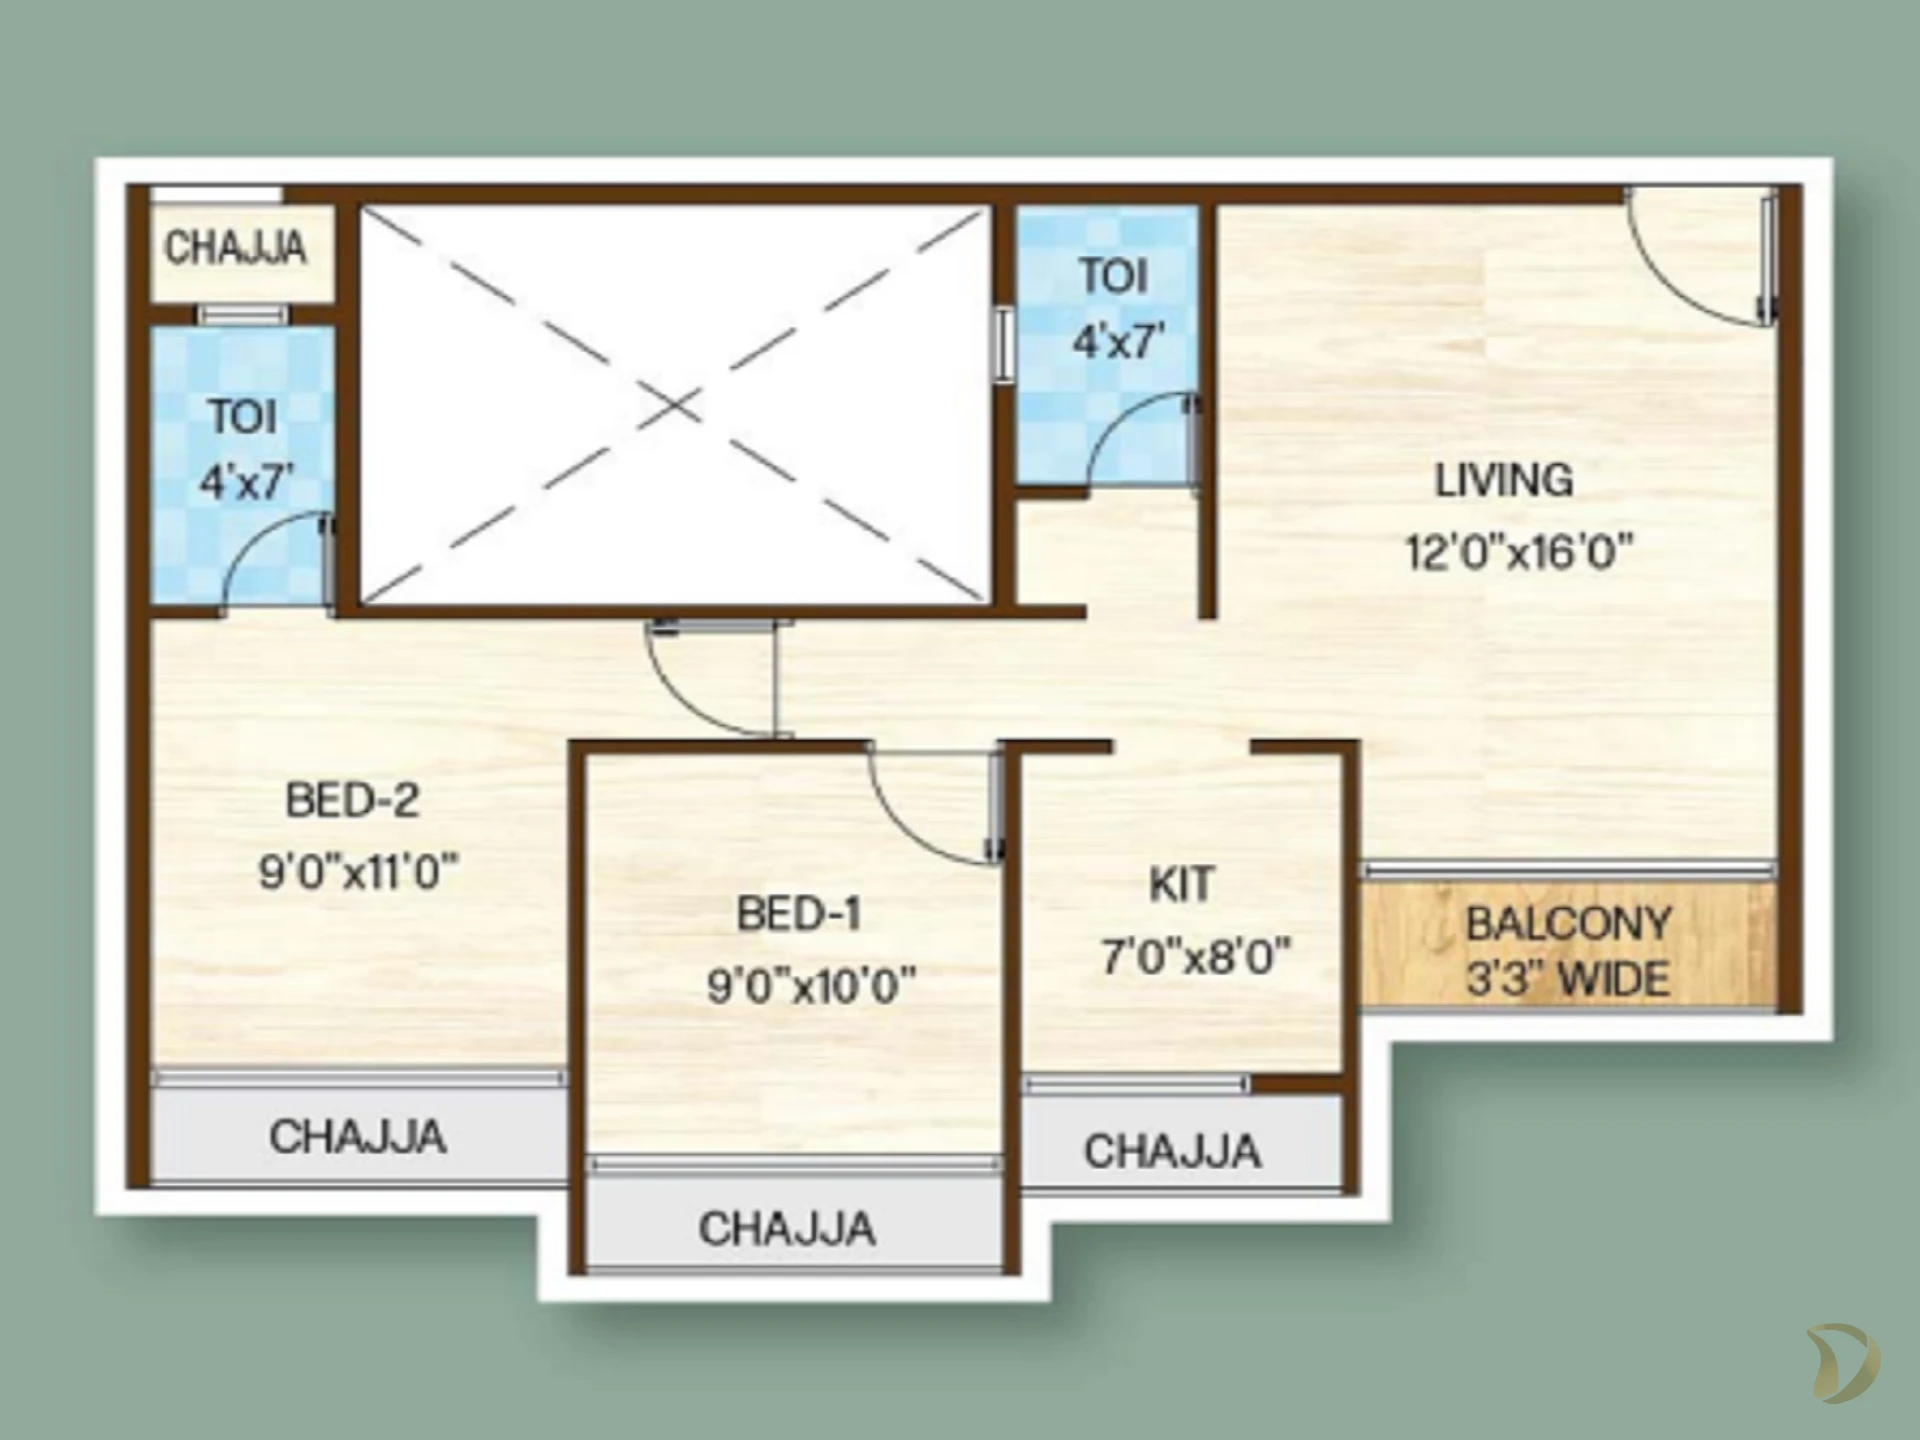 CHAJJA
TOI
4'x7'
TOI
4'x7'
LIVING
12'0"x16'0"
BED-2
9'0"x11'0"
BED-1
9'0"x10'0"
KIT
7'0"x8'0"
BALCONY
3'3" WIDE
CHAJJA
CHAJJA
CHAJJA